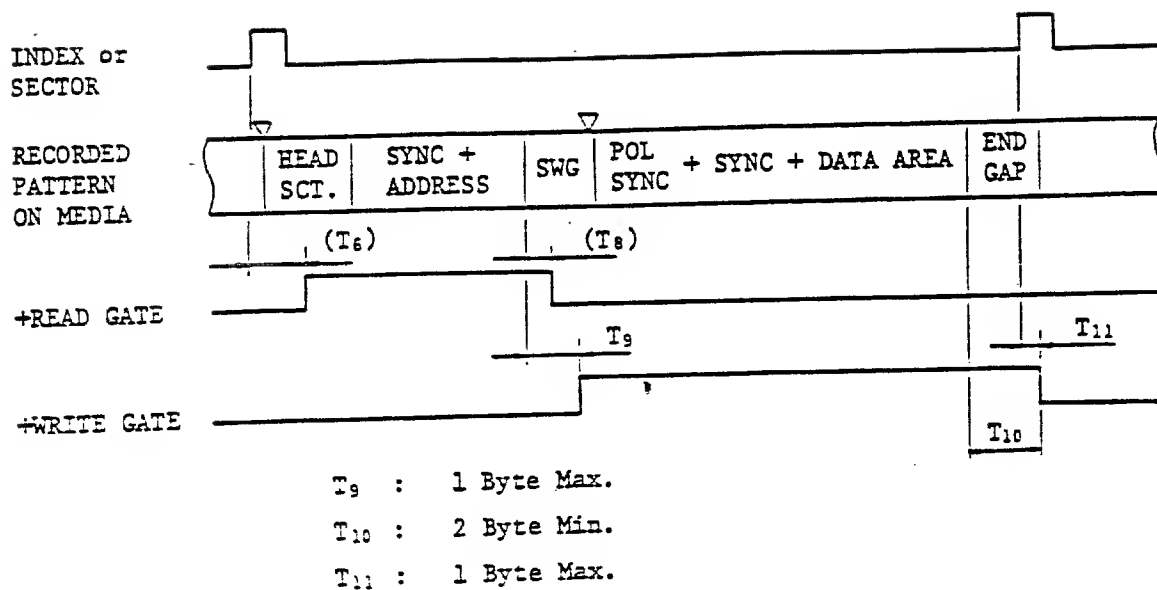 INDEX or
SECTOR
RECORDED
PATTERN
ON MEDIA
HEAD
SCT.
SYNC +
ADDRESS
SWG
POL
SYNC
+ SYNC + DATA AREA
END
GAP
(T6)
(T8)
+READ GATE
T9
T11
+WRITE GATE
T10
T9 : 1 Byte Max.
T10 : 2 Byte Min.
T11 : 1 Byte Max.